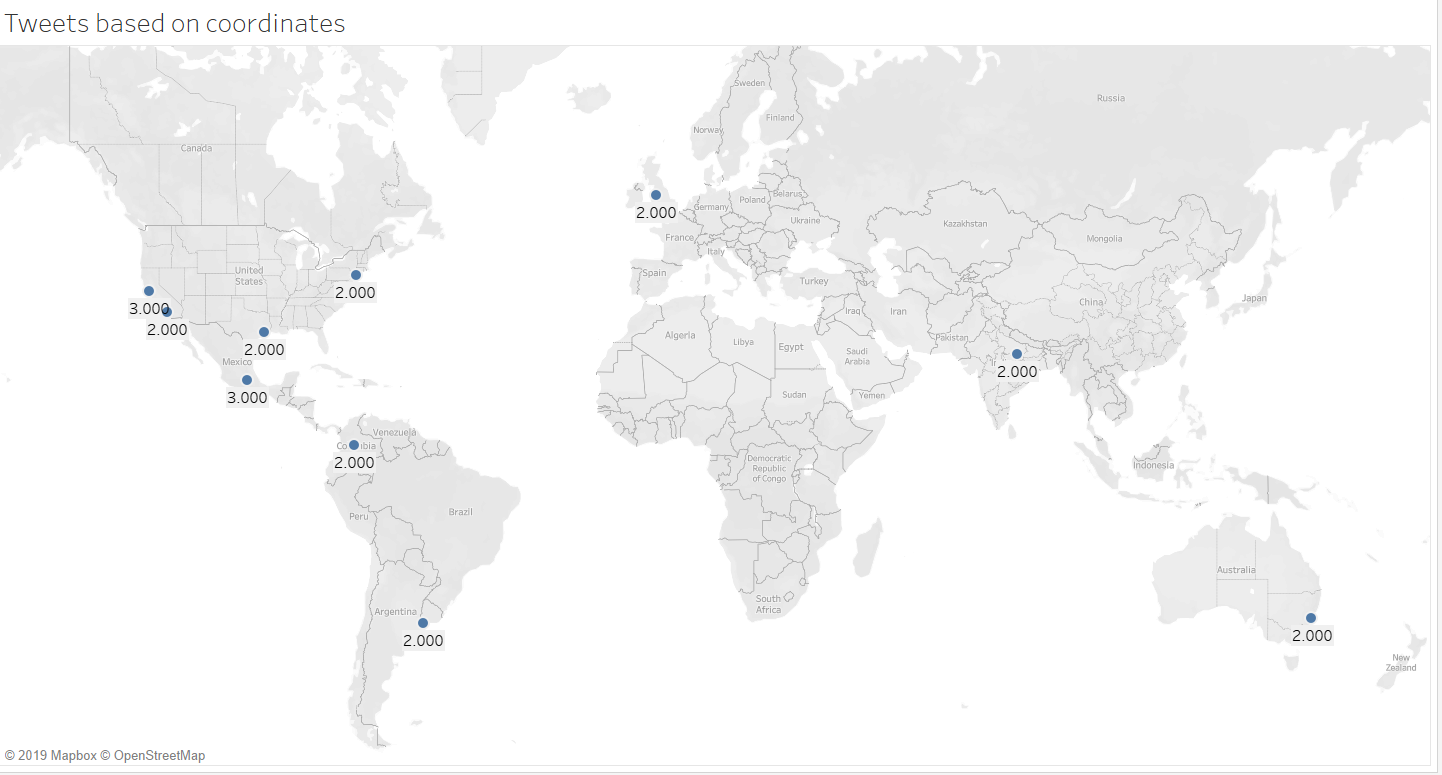 Tweets based on coordinates
Sweden
Russia
Finland
Norway
Canada
Belarus
Poland
Germany
2.000
Ukraine
Kazakhstan
France
Mongolia
Italy
United
States
Spain
Turkey
2.000
Japan
China
3.000
Iraq
Iran
2.000
Algeria
Pakistan
Libya
Egypt
2.000
Saudi
Arabia
Mexico
2.000
Sudan
Yemen
3.000
Venezuela
2.000
Democratic
Republic
of Congo
Indonesia
Peru
Brazil
Australia
South
Africa
Argentina
2.000
2.000
New
Zealand
© 2019 Mapbox © OpenStreetMap